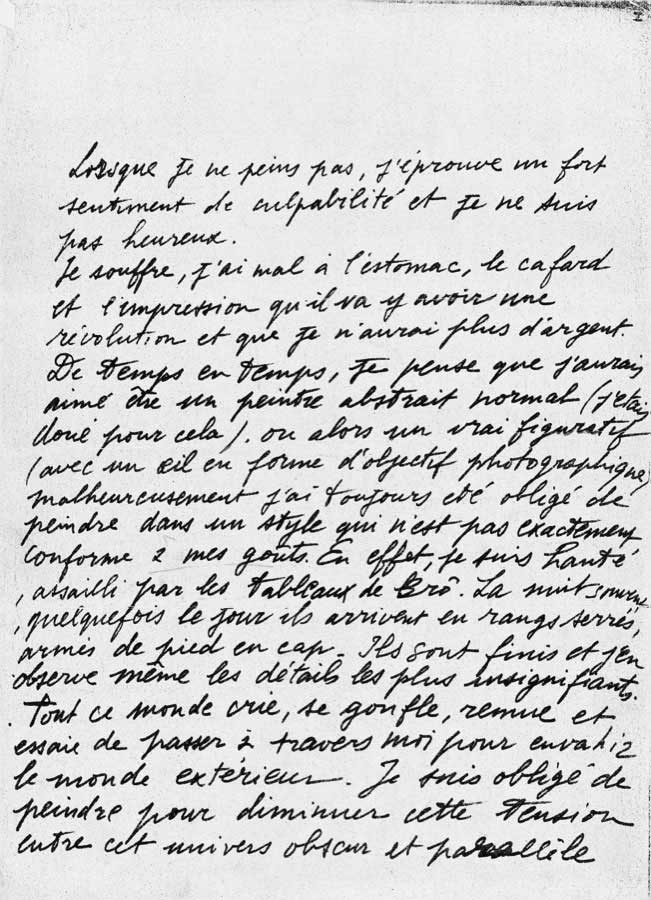 I
Lorsque je ne peins pas, j'éprouve un fort
sentiment de culpabilité et je ne suis
pas heureux.
Je souffre, j'ai mal à l'estomac, le cafard
et l'impression qu'il va y avoir une
révolution et que je n'aurai plus d'argent.
De temps en temps, je pense que j'aurais
aimé être un peintre abstrait normal (j'étais
doué pour cela). ou alors un vrai figuratif
(avec un œil en forme d'objectif photographique)
malheureusement j'ai toujours été obligé de
peindre dans un style qui n'est pas exactement
conforme à mes goûts. En effet, je suis hanté
, assailli par les tableaux de Brô. La nuit
, quelquefois le jour ils arrivent en rangs serrés,
armés de pied en cap. Ils sont finis et j'en
observe même les détails les plus insignifiants.
Tout ce monde crie, se gonfle, remue et
essaie de passer à travers moi pour envahir
le monde extérieur. Je suis obligé de
peindre pour diminuer cette tension
entre cet univers obscur et parallèle